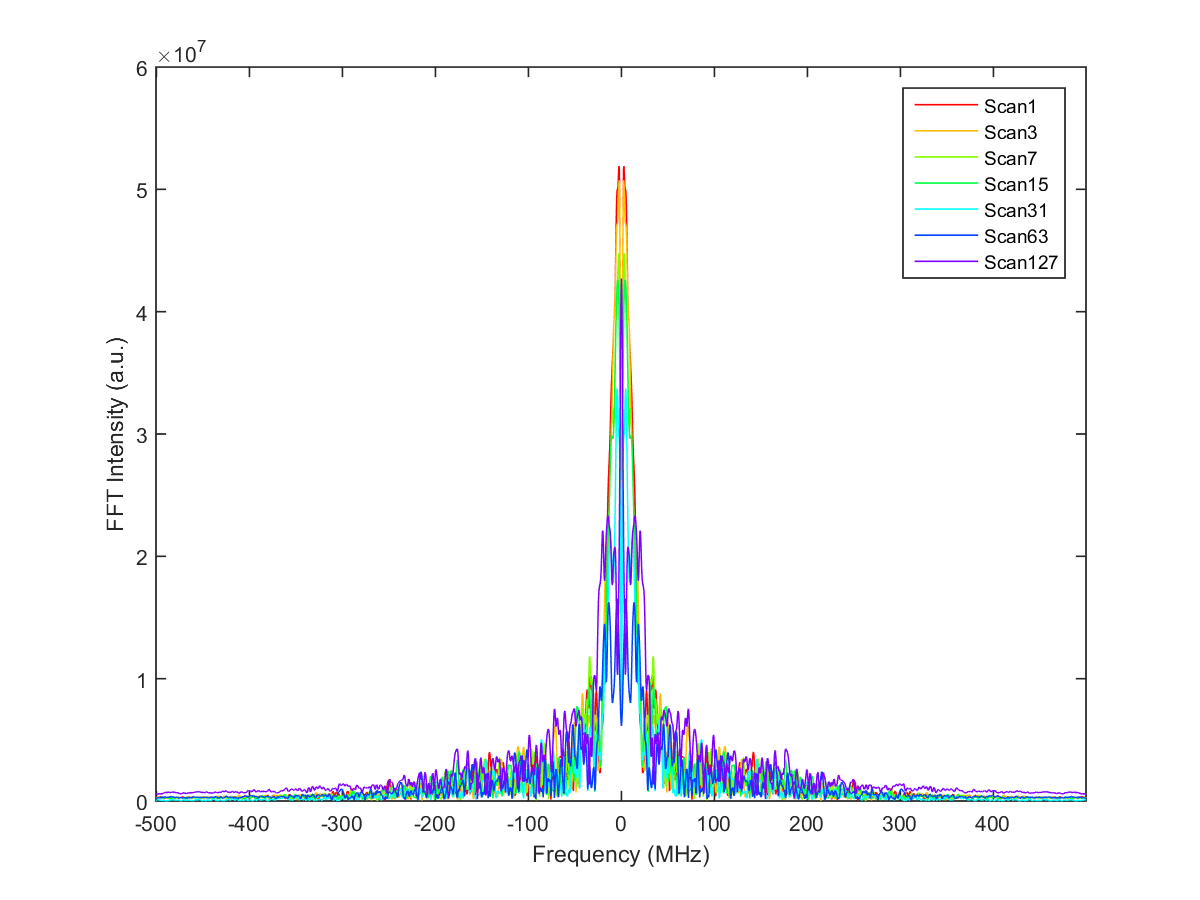 ×10^7
6
5
4
3
2
1
0
FFT Intensity (a.u.)
-500 -400 -300 -200 -100 0 100 200 300 400
Frequency (MHz)
Scan1
Scan3
Scan7
Scan15
Scan31
Scan63
Scan127